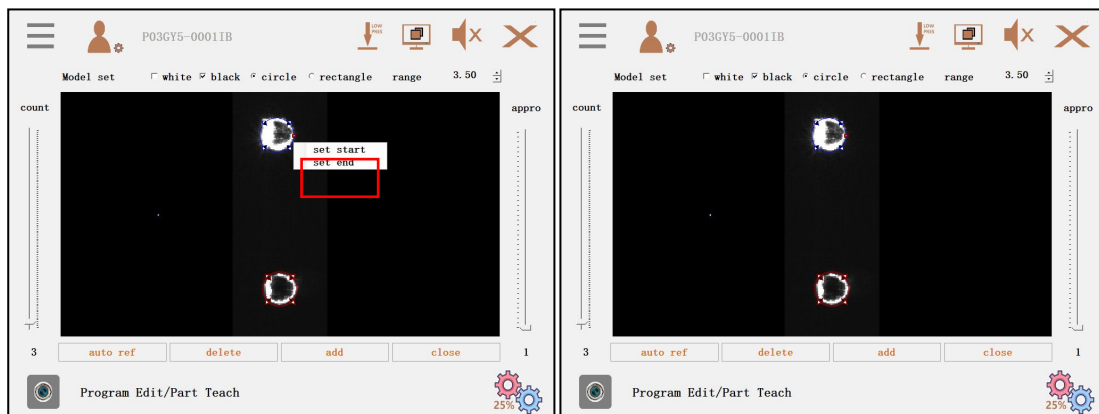 P03GY5-0001IB
LOW PRES
Model set white black circle rectangle range 3.50
count
appro
set start
set end
3 auto ref delete add close 1
Program Edit/Part Teach
25%
P03GY5-0001IB
LOW PRES
Model set white black circle rectangle range 3.50
count
appro
3 auto ref delete add close 1
Program Edit/Part Teach
25%